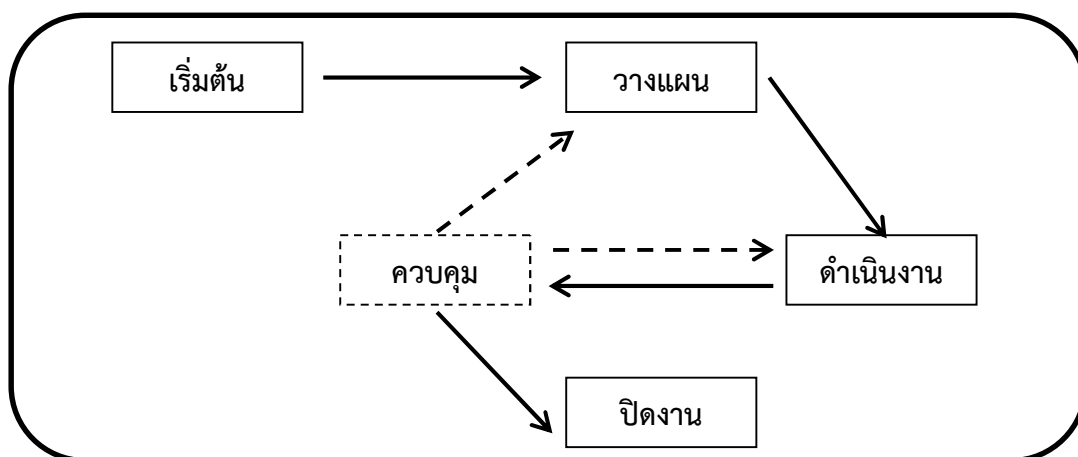 เริ่มต้น
วางแผน
ควบคุม
ดำเนินงาน
ปิดงาน